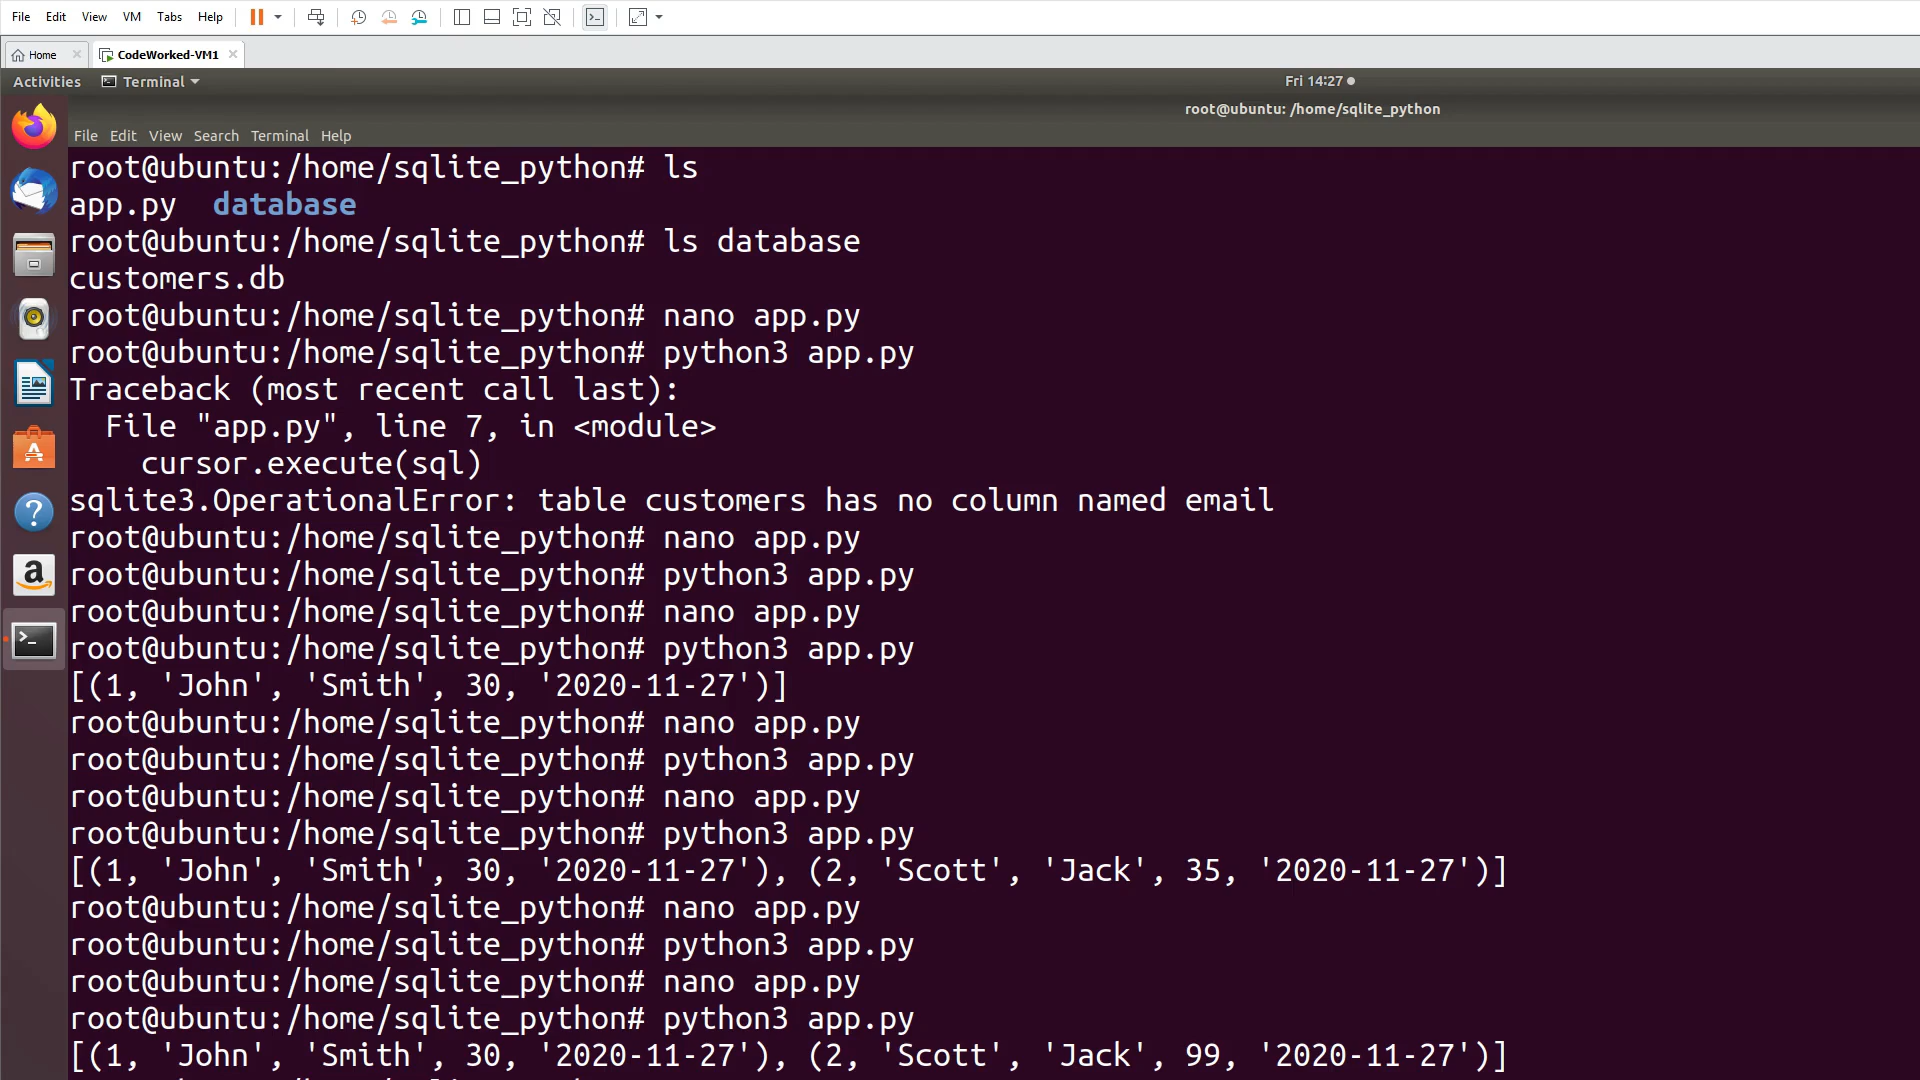 File Edit View VM Tabs Help
Home CodeWorked-VM1
Activities Terminal Fri 14:27
root@ubuntu: /home/sqlite_python
File Edit View Search Terminal Help
root@ubuntu:/home/sqlite_python# ls
app.py database
root@ubuntu:/home/sqlite_python# ls database
customers.db
root@ubuntu:/home/sqlite_python# nano app.py
root@ubuntu:/home/sqlite_python# python3 app.py
Traceback (most recent call last):
File "app.py", line 7, in <module>
cursor.execute(sql)
sqlite3.OperationalError: table customers has no column named email
root@ubuntu:/home/sqlite_python# nano app.py
root@ubuntu:/home/sqlite_python# python3 app.py
root@ubuntu:/home/sqlite_python# nano app.py
root@ubuntu:/home/sqlite_python# python3 app.py
[(1, 'John', 'Smith', 30, '2020-11-27')]
root@ubuntu:/home/sqlite_python# nano app.py
root@ubuntu:/home/sqlite_python# python3 app.py
root@ubuntu:/home/sqlite_python# nano app.py
root@ubuntu:/home/sqlite_python# python3 app.py
[(1, 'John', 'Smith', 30, '2020-11-27'), (2, 'Scott', 'Jack', 35, '2020-11-27')]
root@ubuntu:/home/sqlite_python# nano app.py
root@ubuntu:/home/sqlite_python# python3 app.py
root@ubuntu:/home/sqlite_python# nano app.py
root@ubuntu:/home/sqlite_python# python3 app.py
[(1, 'John', 'Smith', 30, '2020-11-27'), (2, 'Scott', 'Jack', 99, '2020-11-27')]